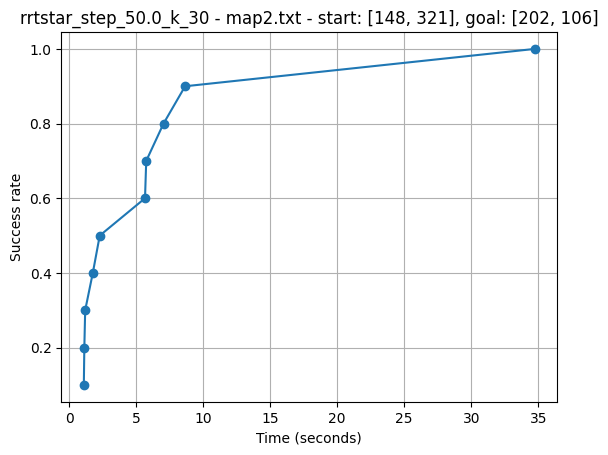 rrtstar_step_50.0_k_30 - map2.txt - start: [148, 321], goal: [202, 106]
1.0
0.8
0.6
0.4
0.2
Success rate
0 5 10 15 20 25 30 35
Time (seconds)